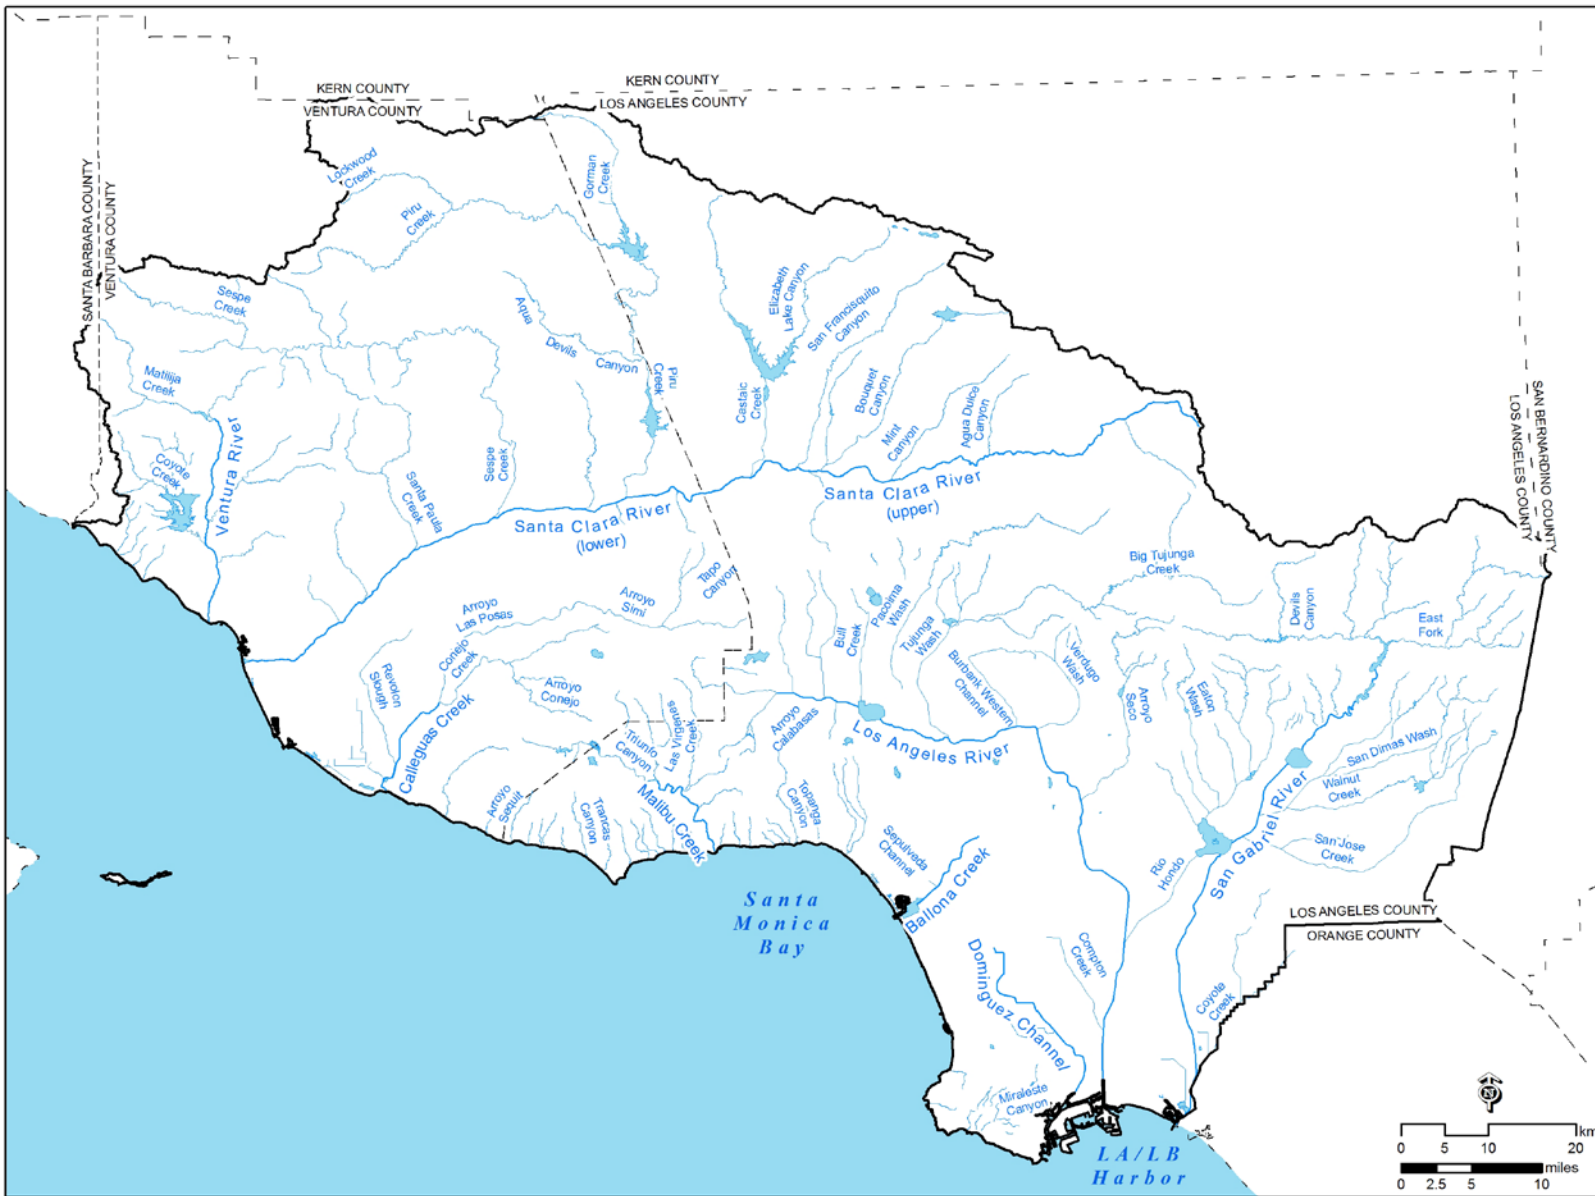 KERN COUNTY
VENTURA COUNTY
KERN COUNTY
LOS ANGELES COUNTY
SANTA BARBARA COUNTY
VENTURA COUNTY
Lockwood
Creek
Piru
Creek
Gorman
Creek
Sespe
Creek
Aqua
Devils
Canyon
Piru
Creek
Elizabeth
Lake Canyon
San Francisquito
Canyon
Castaic
Creek
Bouquet
Canyon
Mint
Canyon
Agua Dulce
Canyon
SAN BERNARDINO COUNTY
LOS ANGELES COUNTY
Matilija
Creek
Ventura River
Coyote
Creek
Santa Paula
Creek
Sespe
Creek
Santa Clara River
(lower)
Santa Clara River
(upper)
Tapo
Canyon
Arroyo
Simi
Arroyo
Las Posas
Conejo
Creek
Revolon
Slough
Calleguas Creek
Arroyo
Conejo
Bull
Creek
Pacoima
Wash
Tujunga
Wash
Burbank Western
Channel
Verdugo
Wash
Big Tujunga
Creek
Devils
Canyon
East
Fork
Arroyo
Seco
Eaton
Wash
Arroyo
Calabasas
Los Angeles River
Las Virgenes
Creek
Triunfo
Canyon
Malibu Creek
Arroyo
Sequit
Trancas
Canyon
Topanga
Canyon
San Dimas Wash
Walnut
Creek
San Gabriel River
San Jose
Creek
Rio
Hondo
Sepulveda
Channel
Ballona Creek
Santa
Monica
Bay
Dominguez Channel
Compton
Creek
LOS ANGELES COUNTY
ORANGE COUNTY
Coyote
Creek
Miraleste
Canyon
LA/LB
Harbor
N
km
0 5 10 20
miles
0 2.5 5 10